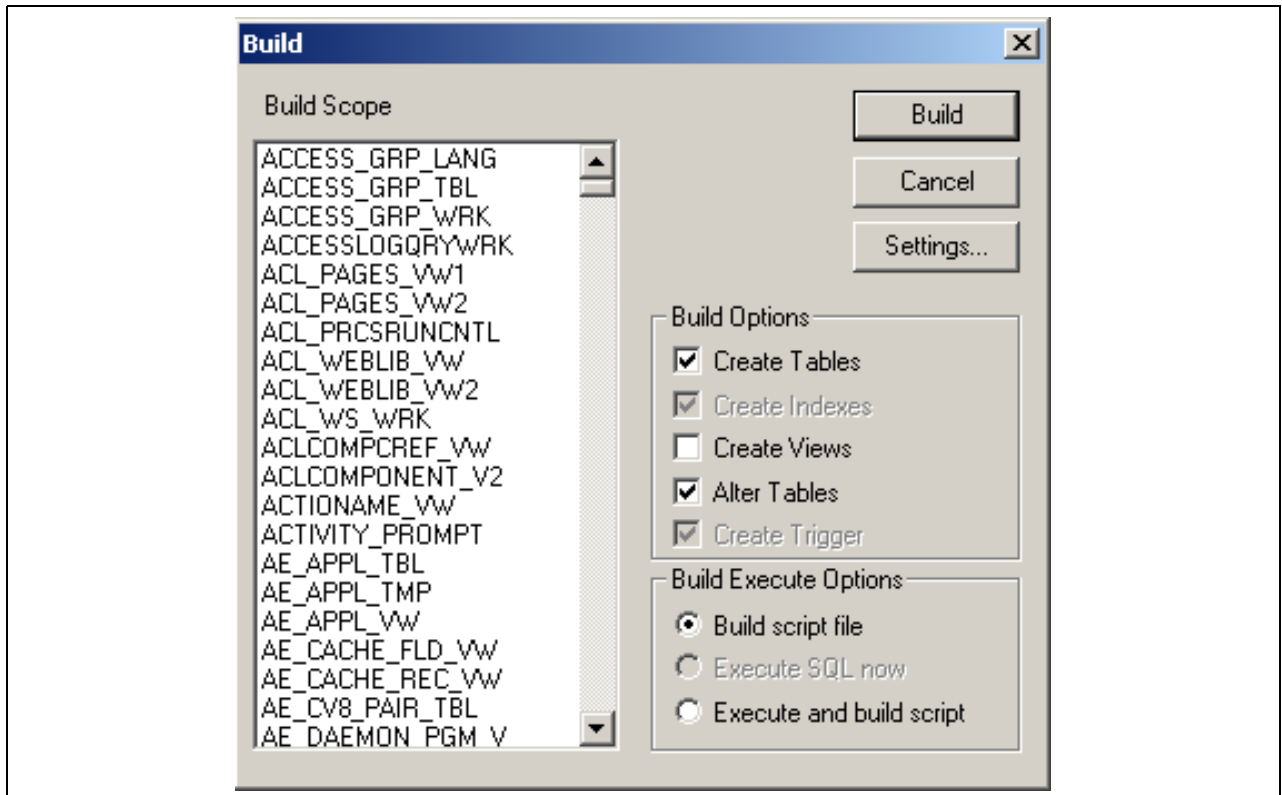 Build
Build Scope
ACCESS_GRP_LANG
ACCESS_GRP_TBL
ACCESS_GRP_WRK
ACCESSLOGQRYWRK
ACL_PAGES_VW1
ACL_PAGES_VW2
ACL_PRCSRUNCNTL
ACL_WEBLIB_VW
ACL_WEBLIB_VW2
ACL_WS_WRK
ACLCOMPCREF_VW
ACLCOMPONENT_V2
ACTIONAME_VW
ACTIVITY_PROMPT
AE_APPL_TBL
AE_APPL_TMP
AE_APPL_VW
AE_CACHE_FLD_VW
AE_CACHE_REC_VW
AE_CV8_PAIR_TBL
AE_DAEMON_PGM_V
Build
Cancel
Settings...
Build Options
Create Tables
Create Indexes
Create Views
Alter Tables
Create Trigger
Build Execute Options
Build script file
Execute SQL now
Execute and build script